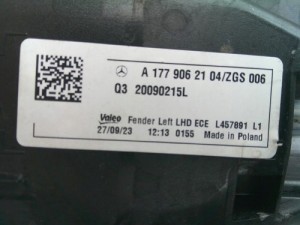 A 177 906 21 04/ZGS 006
Q3 20090215L
Valeo Fender Left LHD ECE L457891 L1
27/09/23 12:13 0155 Made in Poland